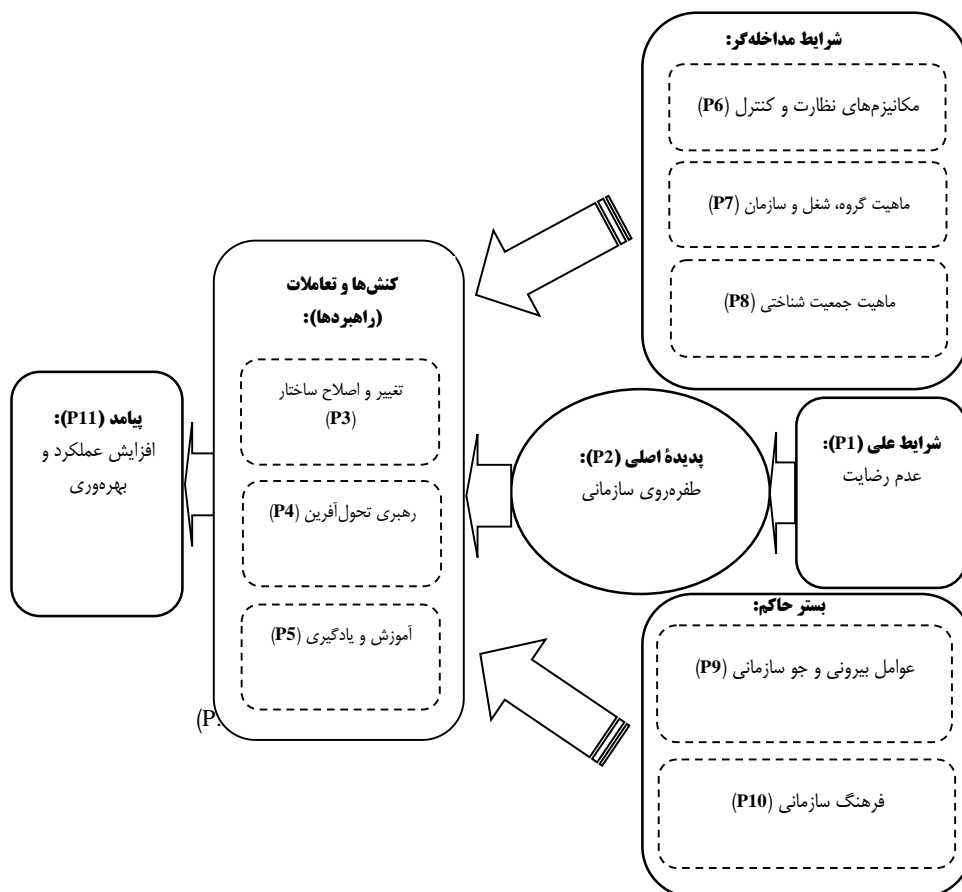 شرایط مداخله‌گر:
مکانیزم‌های نظارت و کنترل (P6)
ماهیت گروه، شغل و سازمان (P7)
ماهیت جمعیت شناختی (P8)
شرایط علی (P1):
عدم رضایت
پدیدهٔ اصلی (P2):
طفره‌روی سازمانی
بستر حاکم:
عوامل بیرونی و جو سازمانی (P9)
فرهنگ سازمانی (P10)
کنش‌ها و تعاملات
(راهبردها):
تغییر و اصلاح ساختار
(P3)
رهبری تحول‌آفرین (P4)
آموزش و یادگیری (P5)
(P.
پیامد (P11):
افزایش عملکرد و
بهره‌وری